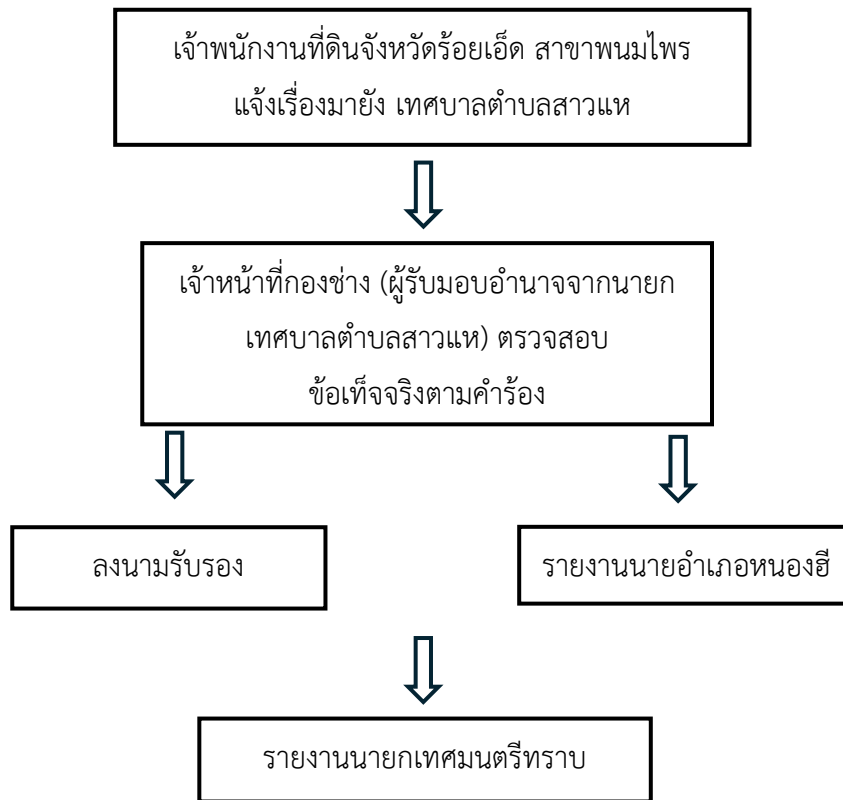 เจ้าพนักงานที่ดินจังหวัดร้อยเอ็ด สาขาพนมไพร
แจ้งเรื่องมายัง เทศบาลตำบลสาวแห
เจ้าหน้าที่กองช่าง (ผู้รับมอบอำนาจจากนายก
เทศบาลตำบลสาวแห) ตรวจสอบ
ข้อเท็จจริงตามคำร้อง
ลงนามรับรอง
รายงานนายอำเภอหนองฮี
รายงานนายกเทศมนตรีทราบ